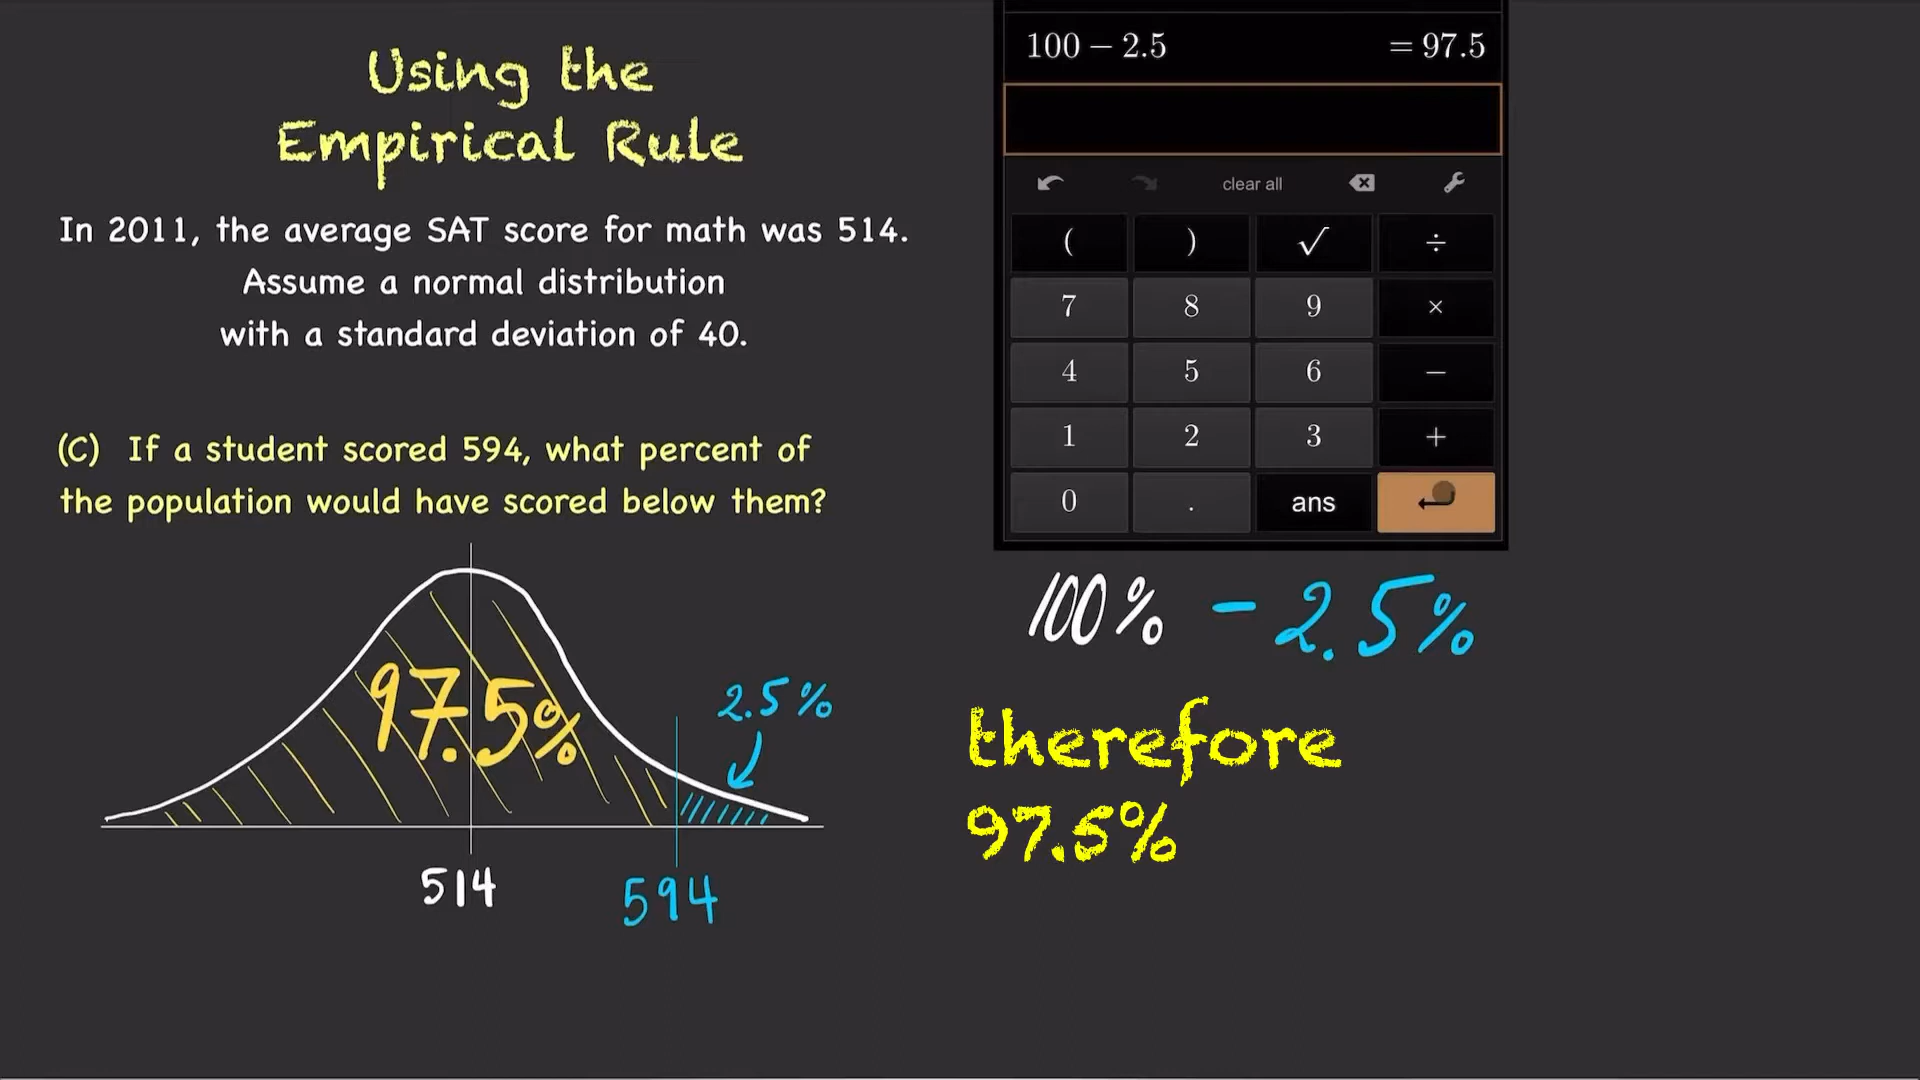 Using the
Empirical Rule
In 2011, the average SAT score for math was 514.
Assume a normal distribution
with a standard deviation of 40.
(C) If a student scored 594, what percent of
the population would have scored below them?
97.5%
2.5%
514
594
100 − 2.5 = 97.5
clear all
( ) √ ÷
7 8 9 ×
4 5 6 −
1 2 3 +
0 . ans
100% - 2.5%
therefore
97.5%